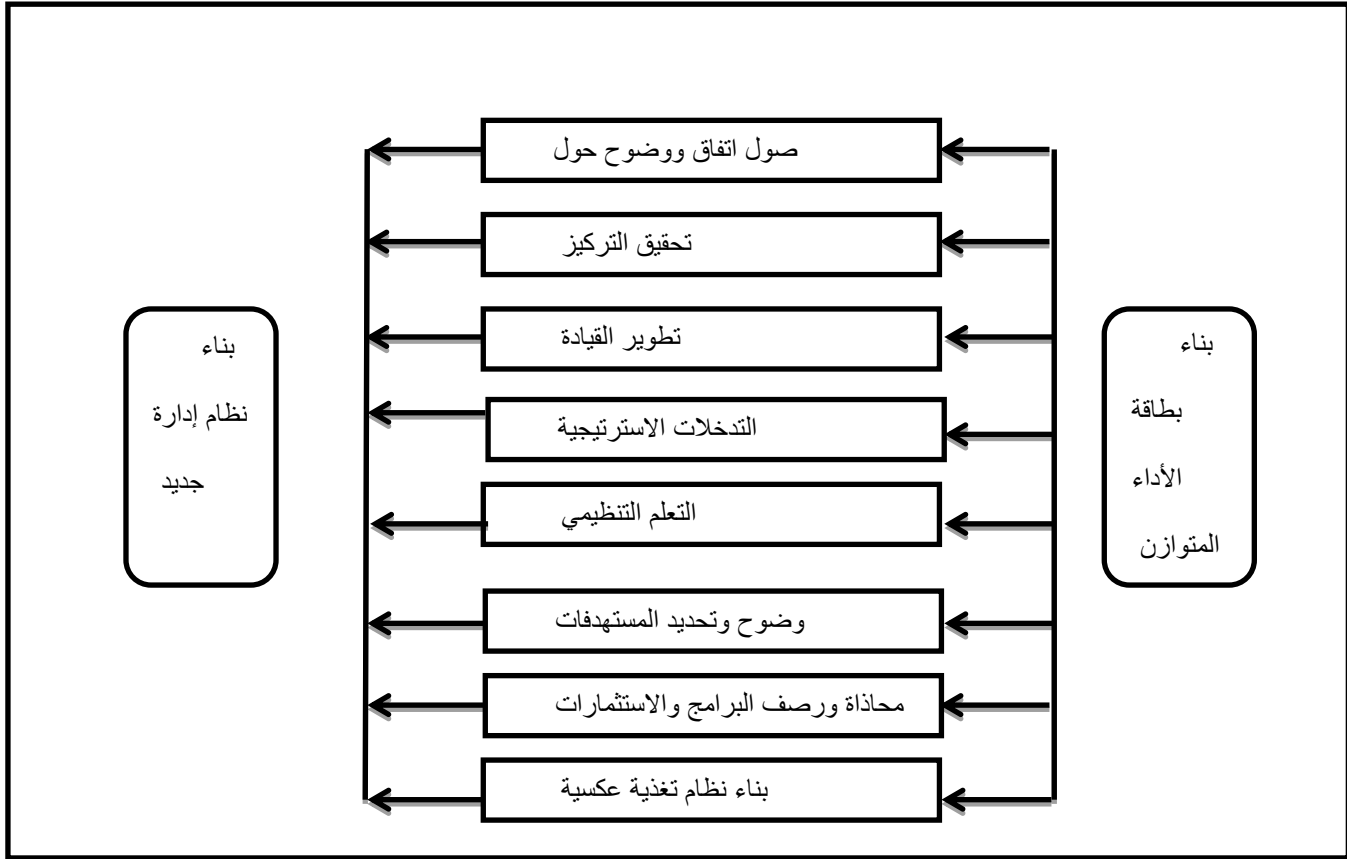 بناء
بطاقة
الأداء
المتوازن
صول اتفاق ووضوح حول
تحقيق التركيز
تطوير القيادة
التدخلات الاسترتيجية
التعلم التنظيمي
وضوح وتحديد المستهدفات
محاذاة ورصف البرامج والاستثمارات
بناء نظام تغذية عكسية
بناء
نظام إدارة
جديد